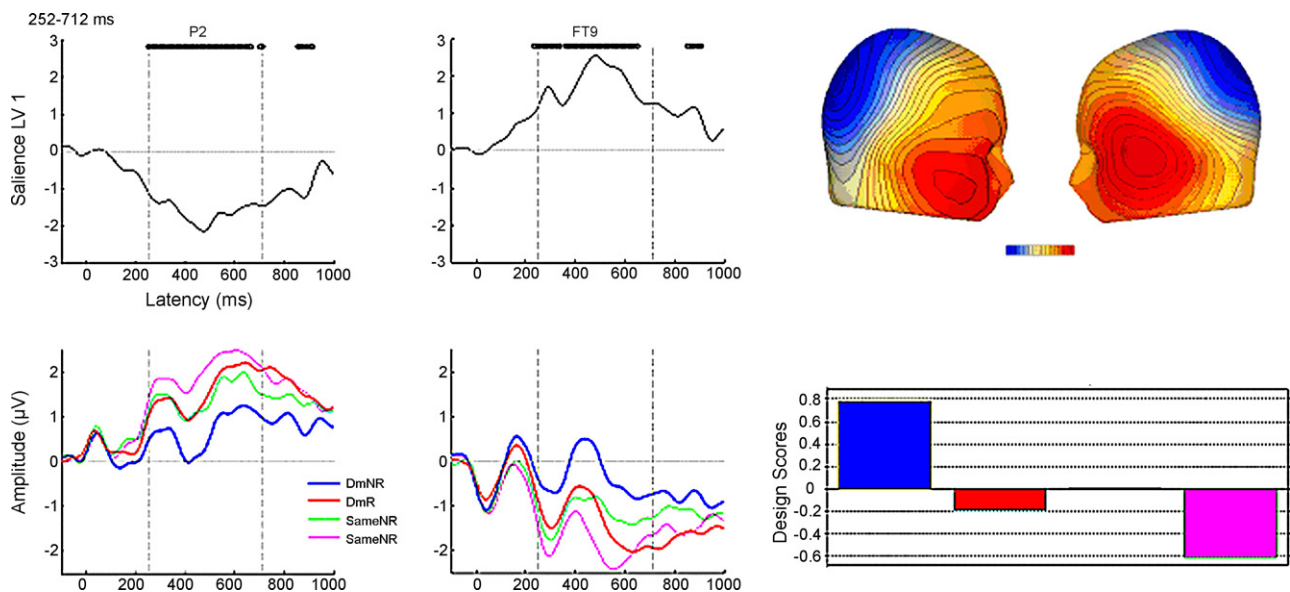 252-712 ms
P2
FT9
Salience LV 1
3
2
1
0
-1
-2
-3
0 200 400 600 800 1000
Latency (ms)
3
2
1
0
-1
-2
-3
0 200 400 600 800 1000
Amplitude (µV)
2
1
0
-1
-2
0 200 400 600 800 1000
DmNR
DmR
SameNR
SameNR
2
1
0
-1
-2
0 200 400 600 800 1000
Design Scores
0.8
0.6
0.4
0.2
0
-0.2
-0.4
-0.6